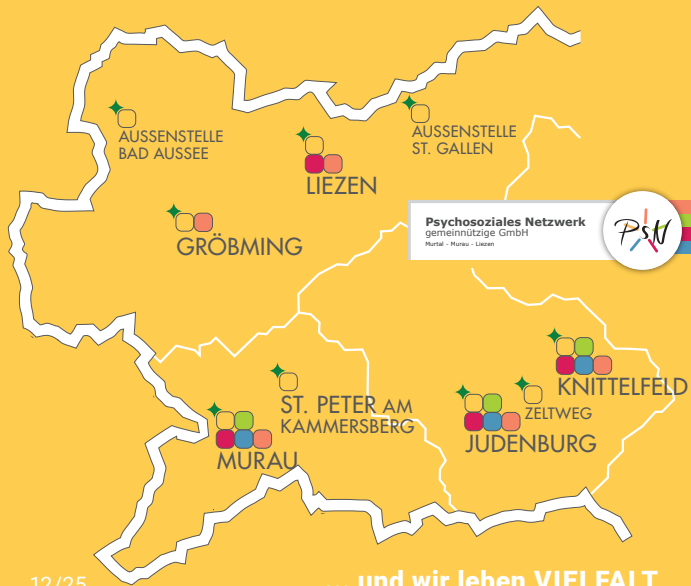 AUSSENSTELLE
BAD AUSSEE
AUSSENSTELLE
ST. GALLEN
LIEZEN
GRÖBMING
Psychosoziales Netzwerk
gemeinnützige GmbH
Murtal - Murau - Liezen
PsN
KNITTELFELD
ST. PETER AM
KAMMERSBERG
ZELTWEG
JUDENBURG
MURAU
12/25
und wir leben VIELFALT